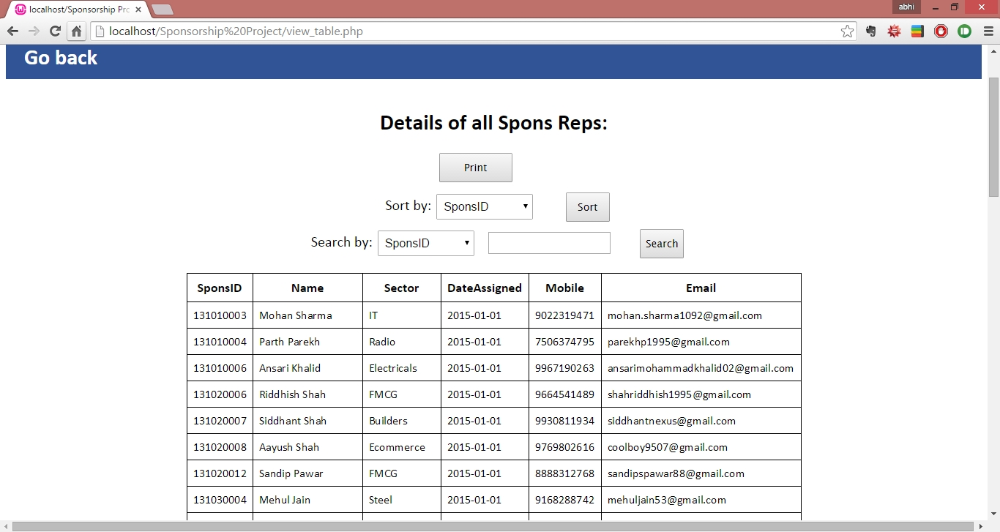 localhost/Sponsorship Prc
abhi
localhost/Sponsorship%20Project/view_table.php
Go back
Details of all Spons Reps:
Print
Sort by: SponsID Sort
Search by: SponsID Search
SponsID Name Sector DateAssigned Mobile Email
131010003 Mohan Sharma IT 2015-01-01 9022319471 mohan.sharma1092@gmail.com
131010004 Parth Parekh Radio 2015-01-01 7506374795 parekhp1995@gmail.com
131010006 Ansari Khalid Electricals 2015-01-01 9967190263 ansarimohammadkhalid02@gmail.com
131020006 Riddhish Shah FMCG 2015-01-01 9664541489 shahriddhish1995@gmail.com
131020007 Siddhant Shah Builders 2015-01-01 9930811934 siddhantnexus@gmail.com
131020008 Aayush Shah Ecommerce 2015-01-01 9769802616 coolboy9507@gmail.com
131020012 Sandip Pawar FMCG 2015-01-01 8888312768 sandipspawar88@gmail.com
131030004 Mehul Jain Steel 2015-01-01 9168288742 mehuljain53@gmail.com